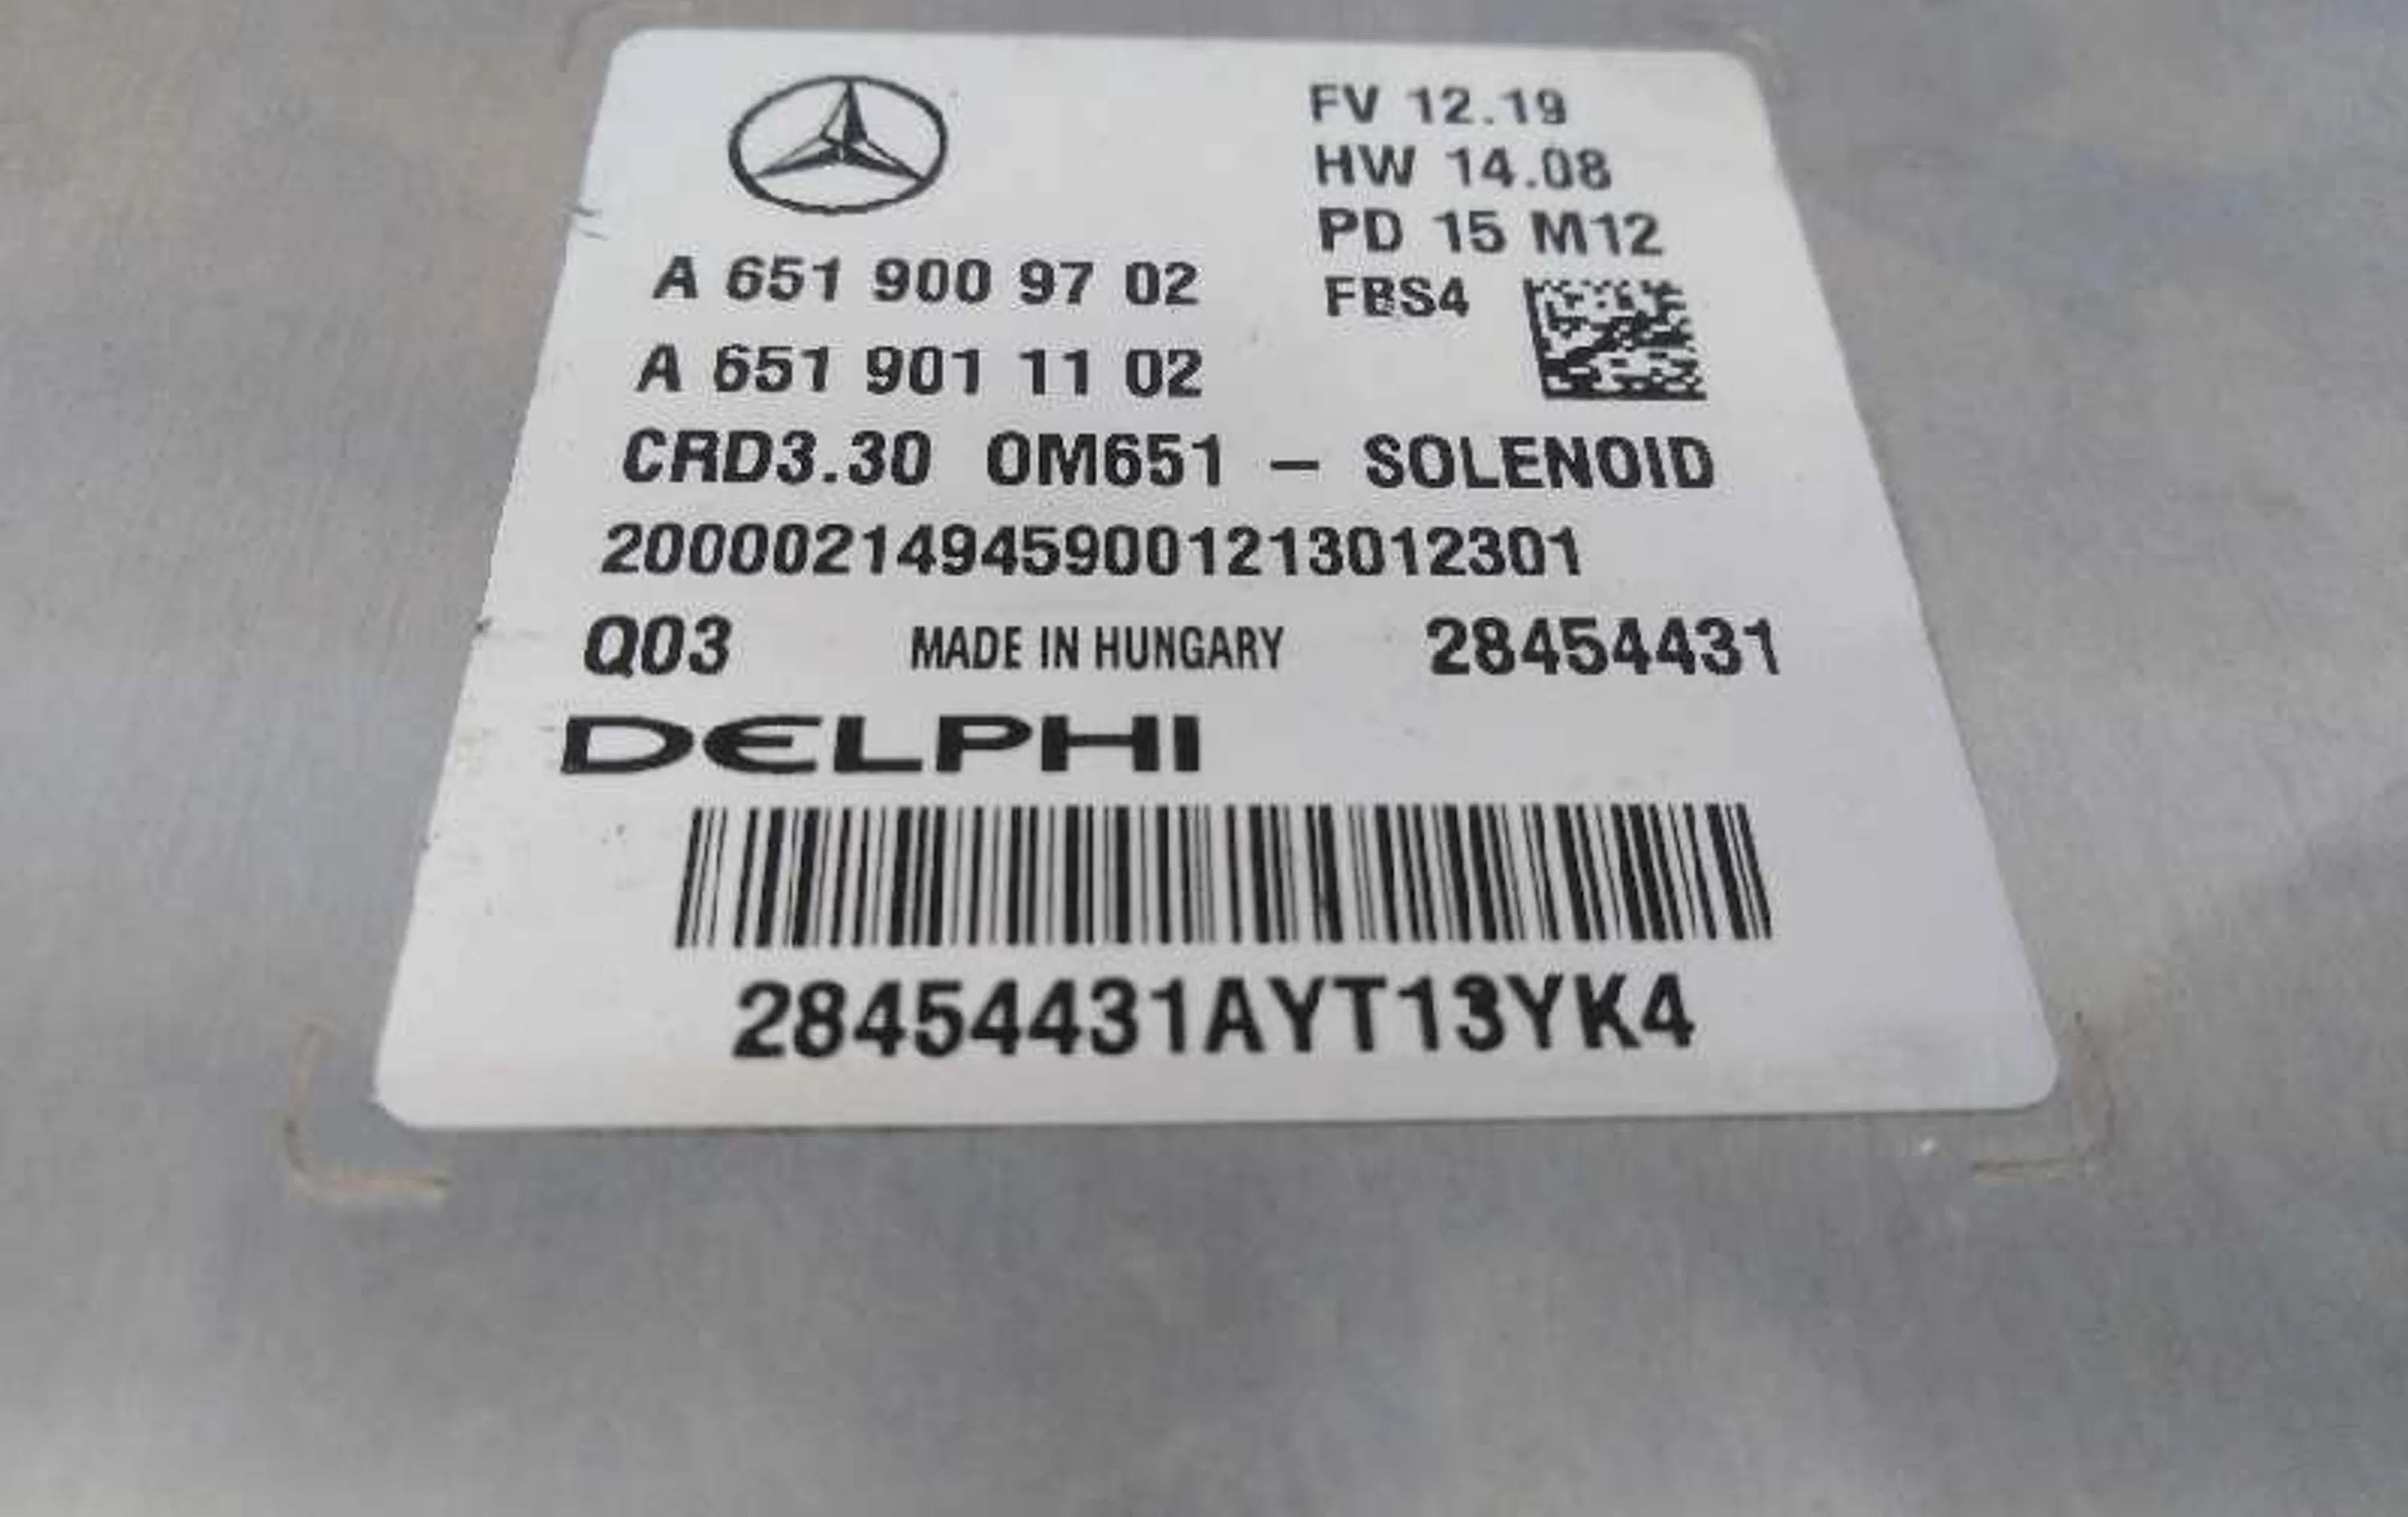 FV 12.19
HW 14.08
PD 15 M12
FBS4
A 651 900 97 02
A 651 901 11 02
CRD3.30 OM651 – SOLENOID
200002149459001213012301
Q03 MADE IN HUNGARY 28454431
DELPHI
28454431AYT13YK4